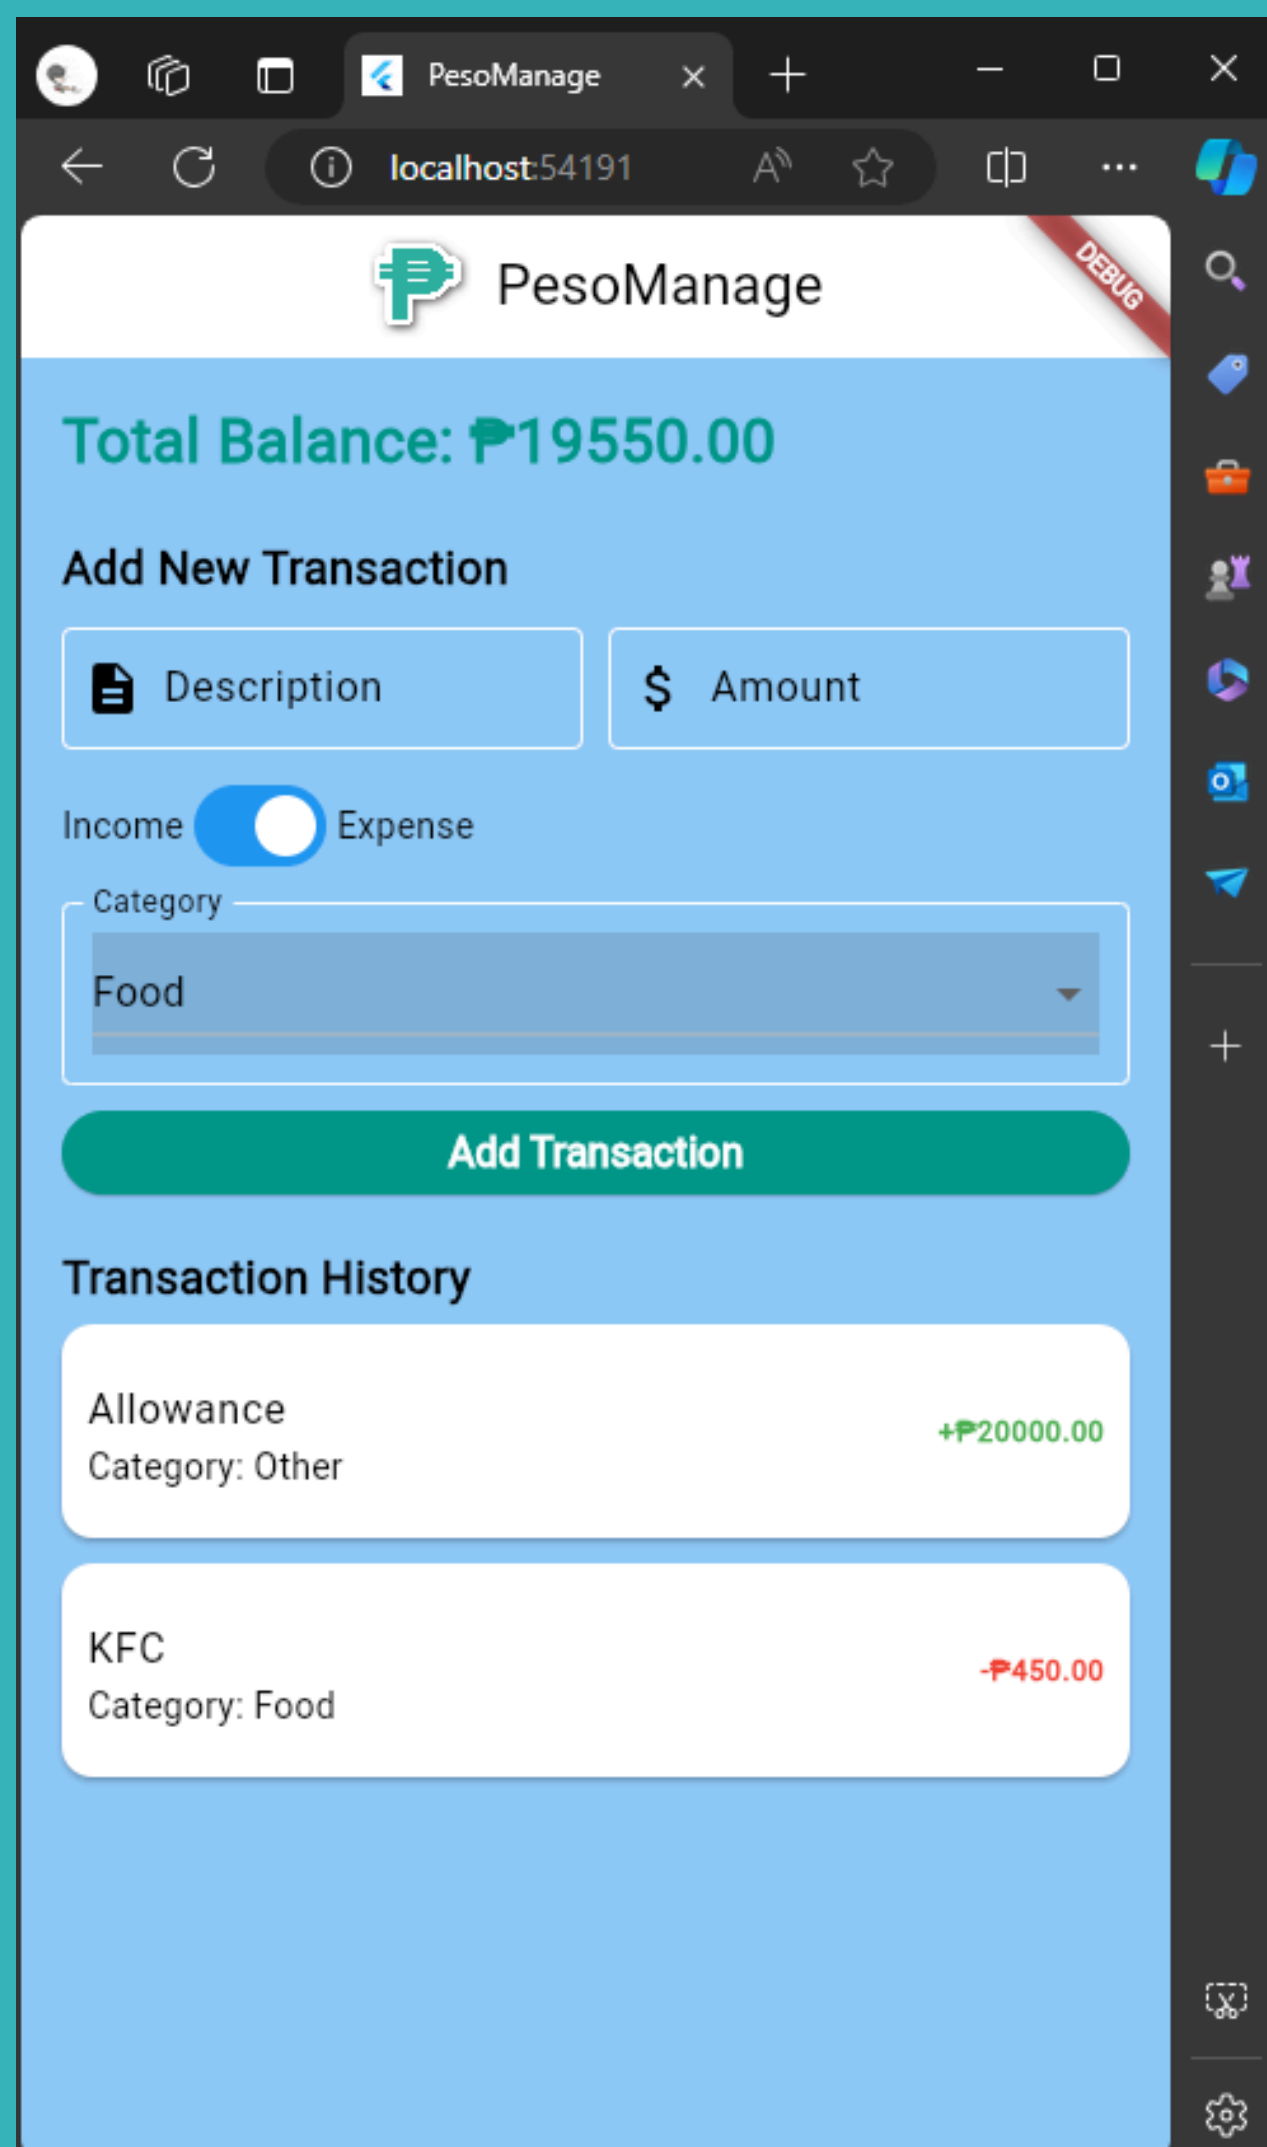 PesoManage
localhost:54191
PesoManage
DEBUG
Total Balance: ₱19550.00
Add New Transaction
Description
$ Amount
Income Expense
Category
Food
Add Transaction
Transaction History
Allowance
+₱20000.00
Category: Other
KFC
-₱450.00
Category: Food